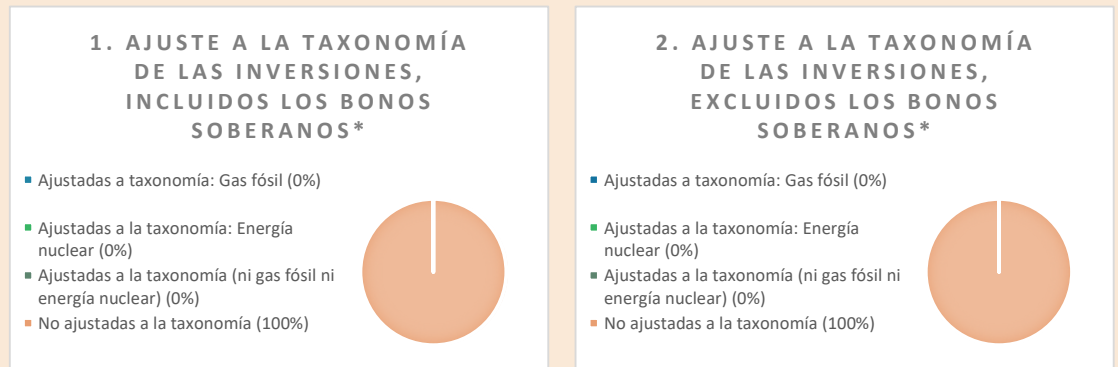 1. AJUSTE A LA TAXONOMÍA
DE LAS INVERSIONES,
INCLUIDOS LOS BONOS
SOBERANOS*
Ajustadas a taxonomía: Gas fósil (0%)
Ajustadas a la taxonomía: Energía
nuclear (0%)
Ajustadas a la taxonomía (ni gas fósil ni
energía nuclear) (0%)
No ajustadas a la taxonomía (100%)
2. AJUSTE A LA TAXONOMÍA
DE LAS INVERSIONES,
EXCLUIDOS LOS BONOS
SOBERANOS*
Ajustadas a taxonomía: Gas fósil (0%)
Ajustadas a la taxonomía: Energía
nuclear (0%)
Ajustadas a la taxonomía (ni gas fósil ni
energía nuclear) (0%)
No ajustadas a la taxonomía (100%)